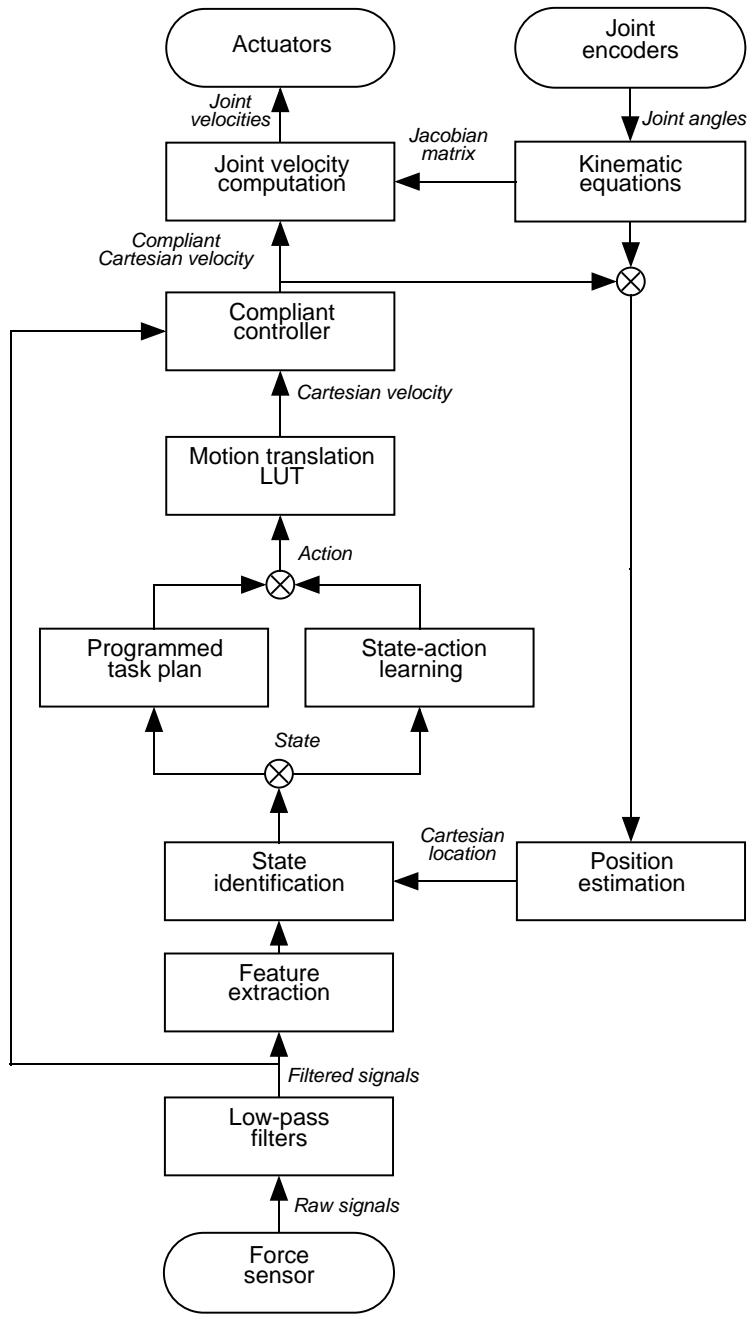 Actuators
Joint
encoders
Joint
velocities
Joint angles
Jacobian
matrix
Joint velocity
computation
Kinematic
equations
Compliant
Cartesian velocity
Compliant
controller
Cartesian velocity
Motion translation
LUT
Action
Programmed
task plan
State-action
learning
State
Cartesian
location
State
identification
Position
estimation
Feature
extraction
Filtered signals
Low-pass
filters
Raw signals
Force
sensor